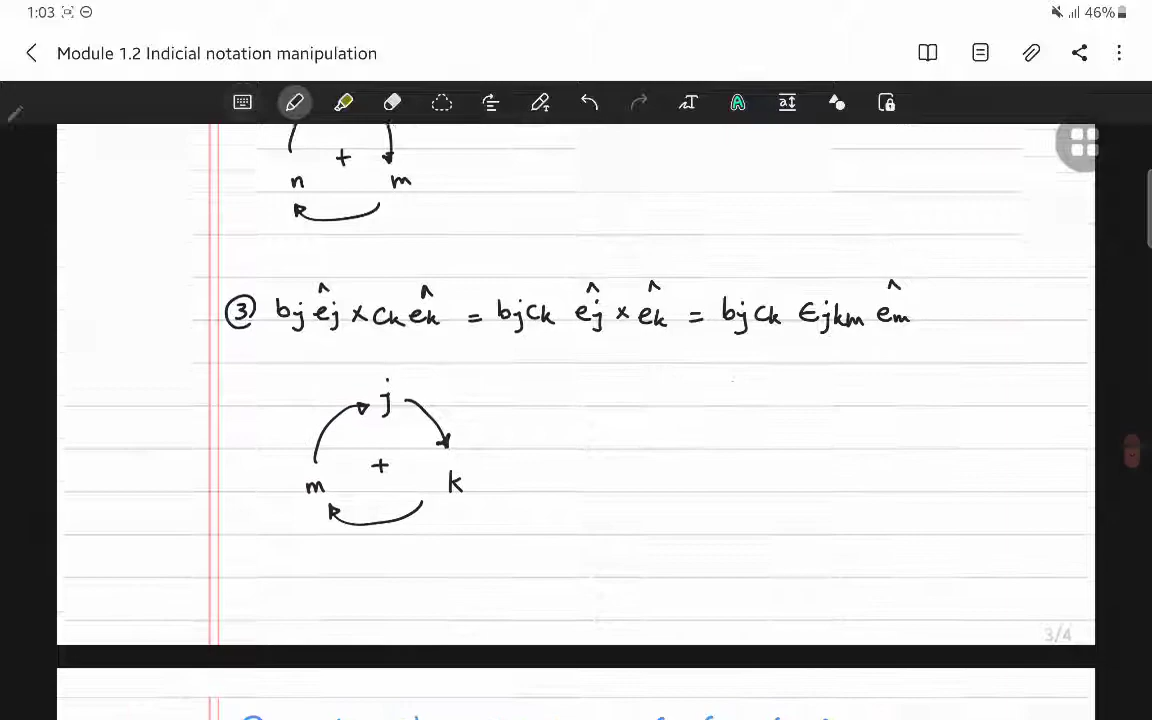 1:03 46%
Module 1.2 Indicial notation manipulation
+
n m
③ bj êj × ck êk = bjck êj × êk = bjck ϵjkm êm
j
+
m k
3/4